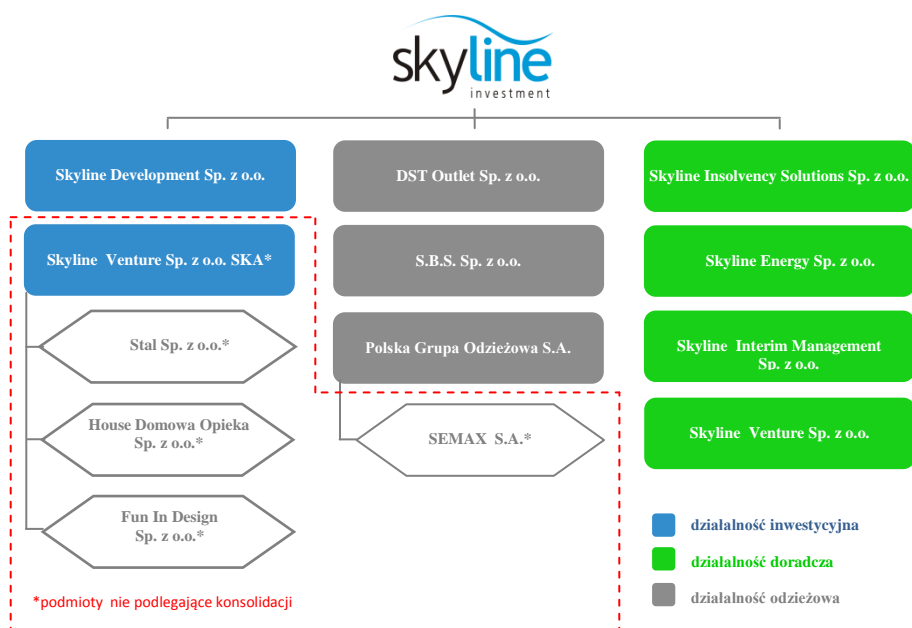 skyline
investment
Skyline Development Sp. z o.o.
DST Outlet Sp. z o.o.
Skyline Insolvency Solutions Sp. z o.o.
Skyline Venture Sp. z o.o. SKA*
S.B.S. Sp. z o.o.
Skyline Energy Sp. z o.o.
Stal Sp. z o.o.*
Polska Grupa Odzieżowa S.A.
Skyline Interim Management
Sp. z o.o.
House Domowa Opieka
Sp. z o.o.*
SEMAX S.A.*
Skyline Venture Sp. z o.o.
Fun In Design
Sp. z o.o.*
działalność inwestycyjna
działalność doradcza
działalność odzieżowa
*podmioty nie podlegające konsolidacji